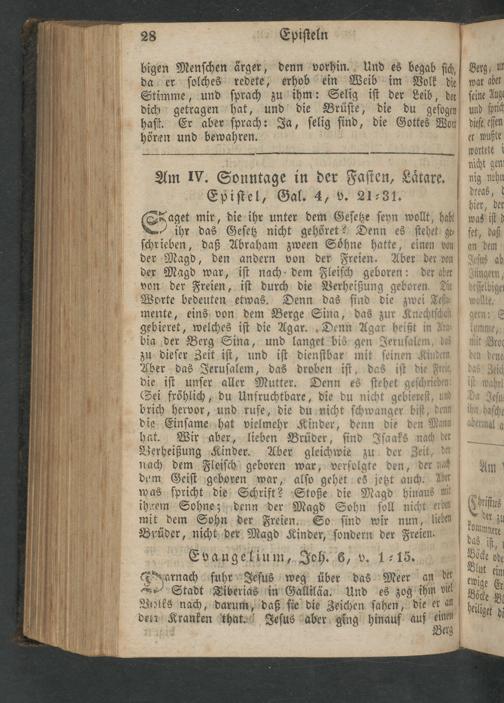 28 Episteln
bigen Menschen ärger, denn vorhin. Und es begab sich,
da er solches redete, erhob ein Weib im Volk die
Stimme, und sprach zu ihm: Selig ist der Leib, der
dich getragen hat, und die Brüste, die du gesogen
hast. Er aber sprach: Ja, selig sind, die Gottes Wort
hören und bewahren.
Am IV. Sonntage in der Fasten, Lätare.
Epistel, Gal. 4, v. 21-31.
Saget mir, die ihr unter dem Gesetze seyn wollt, habt
ihr das Gesetz nicht gehöret? Denn es stehet ge-
schrieben, daß Abraham zween Söhne hatte, einen von
der Magd, den andern von der Freien. Aber der von
der Magd war, ist nach dem Fleisch geboren: der aber
von der Freien, ist durch die Verheißung geboren. Die
Worte bedeuten etwas. Denn das sind die zwei Testa-
mente, eins von dem Berge Sina, das zur Knechtschaft
gebieret, welches ist die Agar. Denn Agar heißt in Ara-
bia der Berg Sina, und langet bis gen Jerusalem, das
zu dieser Zeit ist, und ist dienstbar mit seinen Kindern.
Aber das Jerusalem, das droben ist, das ist die Freie,
die ist unser aller Mutter. Denn es stehet geschrieben:
Sei fröhlich, du Unfruchtbare, die du nicht gebierest, und
brich hervor, und rufe, die du nicht schwanger bist, denn
die Einsame hat vielmehr Kinder, denn die den Mann
hat. Wir aber, lieben Brüder, sind Isaaks nach der
Verheißung Kinder. Aber gleichwie zu der Zeit, der
nach dem Fleisch geboren war, verfolgte den, der nach
dem Geist geboren war, also gehet es jetzt auch. Aber
was spricht die Schrift? Stoße die Magd hinaus mit
ihrem Sohne; denn der Magd Sohn soll nicht erben
mit dem Sohn der Freien. So sind wir nun, lieben
Brüder, nicht der Magd Kinder, sondern der Freien.
Evangelium, Joh. 6, v. 1-15.
Darnach fuhr Jesus weg über das Meer an der
Stadt Tiberias in Galliläa. Und es zog ihm viel
Volks nach, darum, daß sie die Zeichen sahen, die er an
den Kranken that. Jesus aber ging hinauf auf einen
Berg